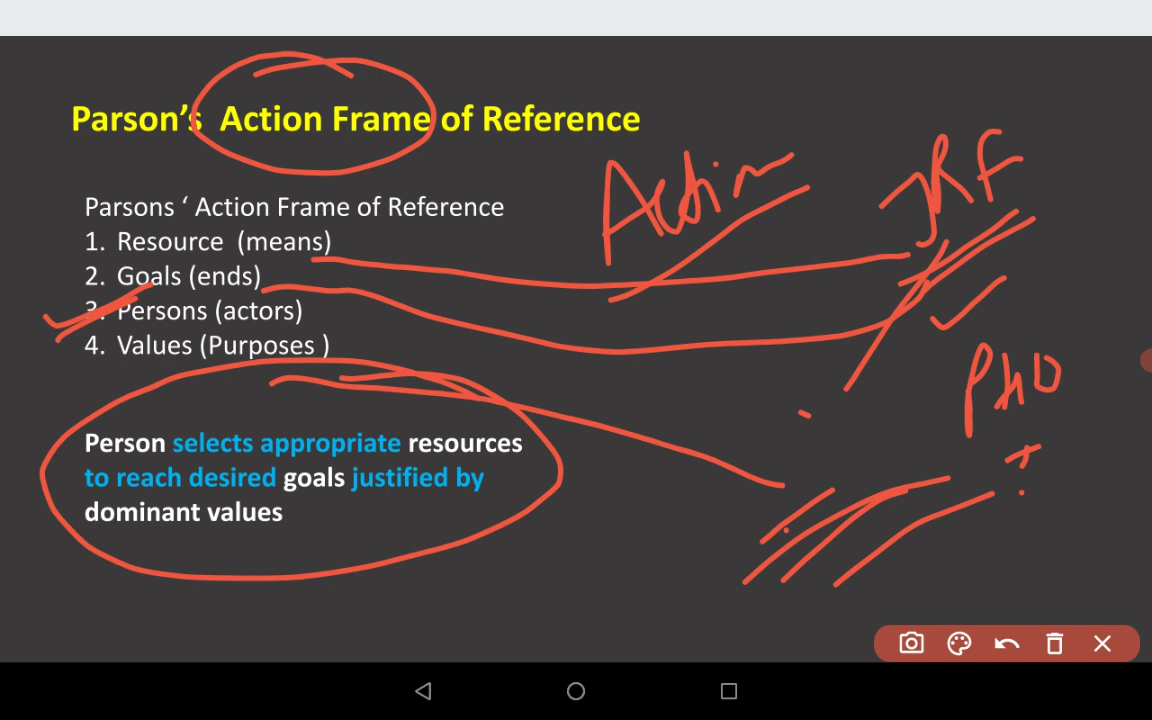 Parson's Action Frame of Reference
Parsons ‘ Action Frame of Reference
1. Resource (means)
2. Goals (ends)
3. Persons (actors)
4. Values (Purposes )
Person selects appropriate resources
to reach desired goals justified by
dominant values
Action
JRF
PhD